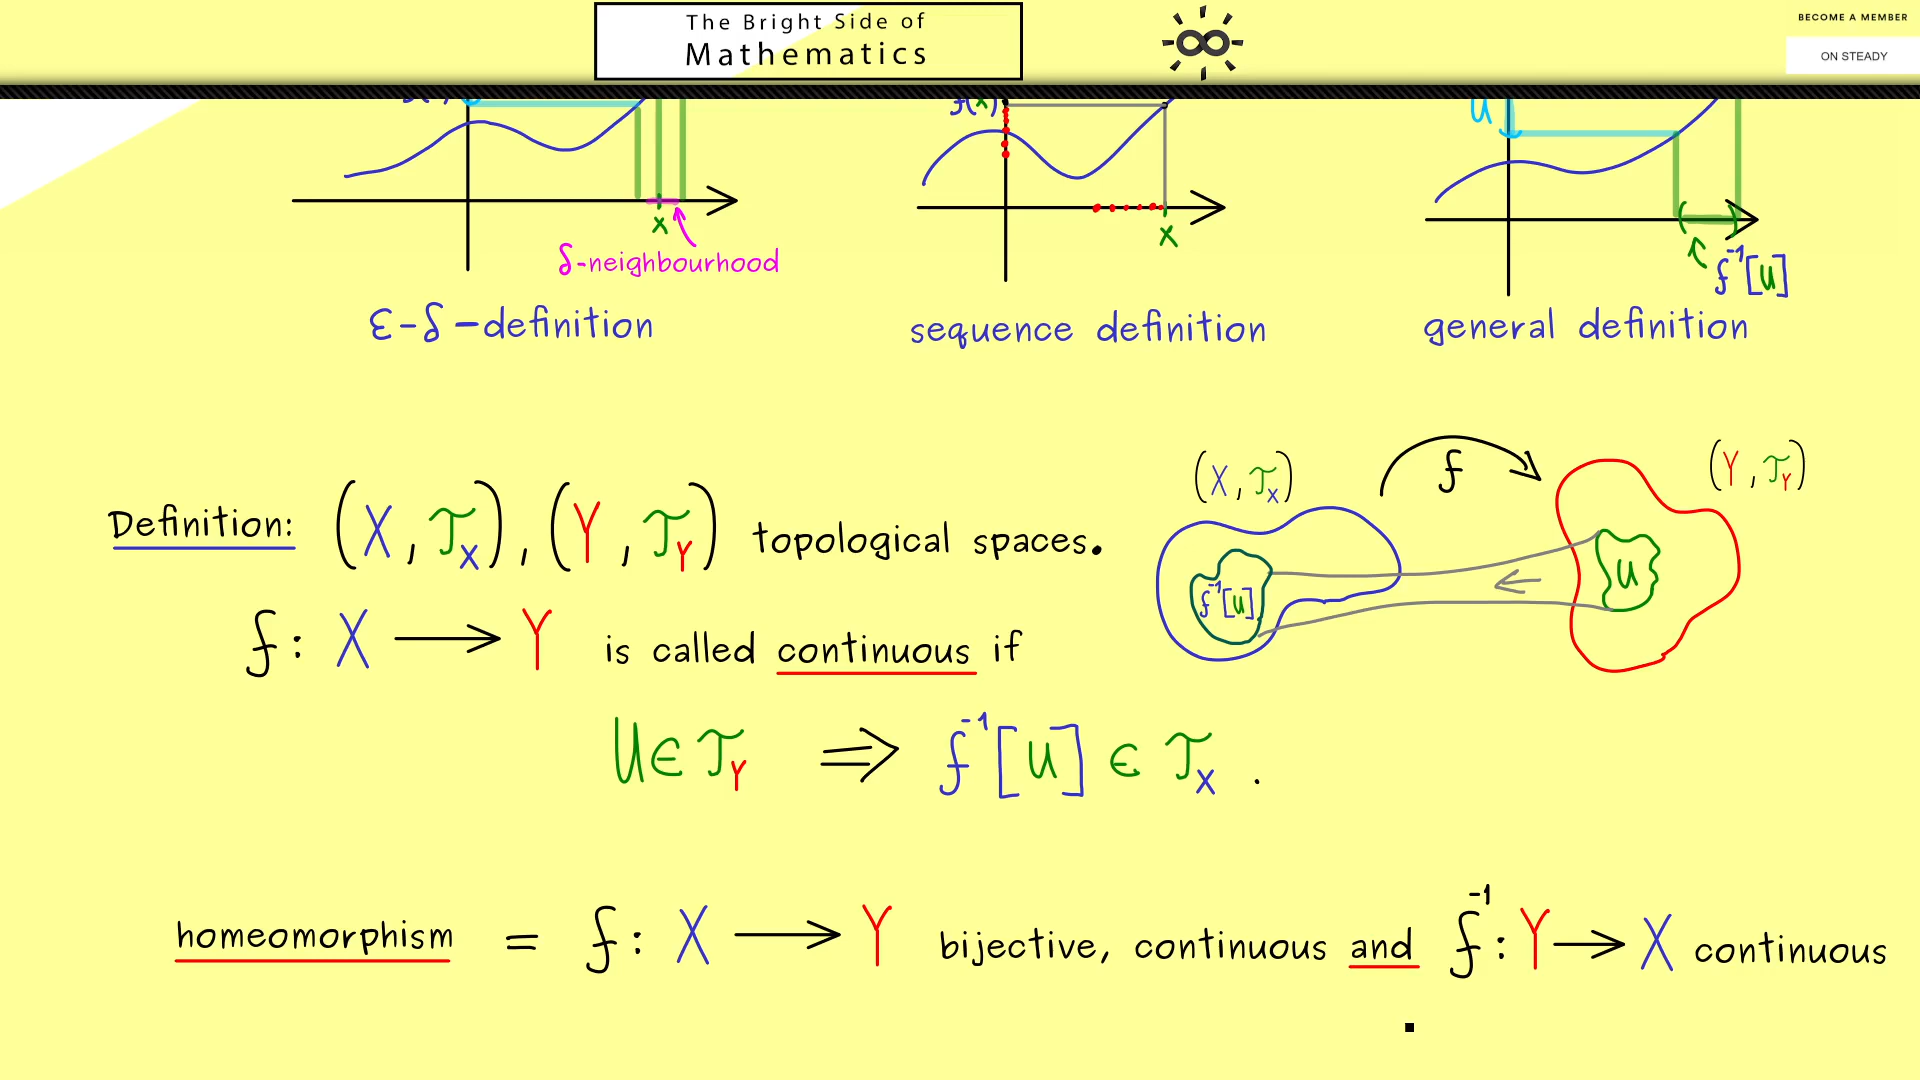 The Bright Side of
Mathematics
BECOME A MEMBER
ON STEADY
f(x)
U
x
x
δ-neighbourhood
f⁻¹[U]
ε-δ-definition
sequence definition
general definition
(X, 𝒯_X)
f
(Y, 𝒯_Y)
Definition: (X, 𝒯_X), (Y, 𝒯_Y) topological spaces.
f⁻¹[U]
U
f: X ⟶ Y is called continuous if
U ∈ 𝒯_Y ⇒ f⁻¹[U] ∈ 𝒯_X .
homeomorphism = f: X ⟶ Y bijective, continuous and f⁻¹: Y → X continuous